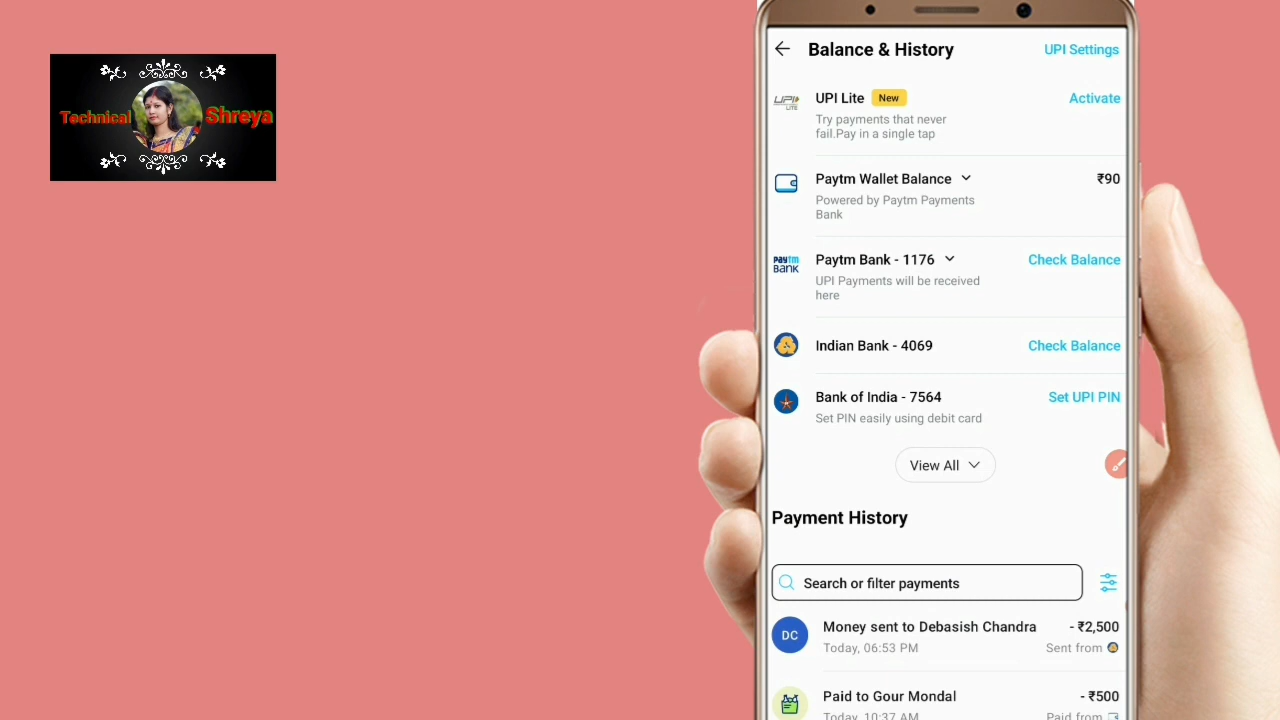 Technical Shreya
Balance & History
UPI Settings
UPI LITE
UPI Lite
New
Activate
Try payments that never
fail.Pay in a single tap
Paytm Wallet Balance
₹90
Powered by Paytm Payments
Bank
paytm
BANK
Paytm Bank - 1176
Check Balance
UPI Payments will be received
here
Indian Bank - 4069
Check Balance
Bank of India - 7564
Set UPI PIN
Set PIN easily using debit card
View All
Payment History
Search or filter payments
DC
Money sent to Debasish Chandra
- ₹2,500
Today, 06:53 PM
Sent from
Paid to Gour Mondal
- ₹500
Today, 10:37 AM
Paid from